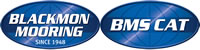 BLACKMON
MOORING
SINCE 1948
BMS CAT